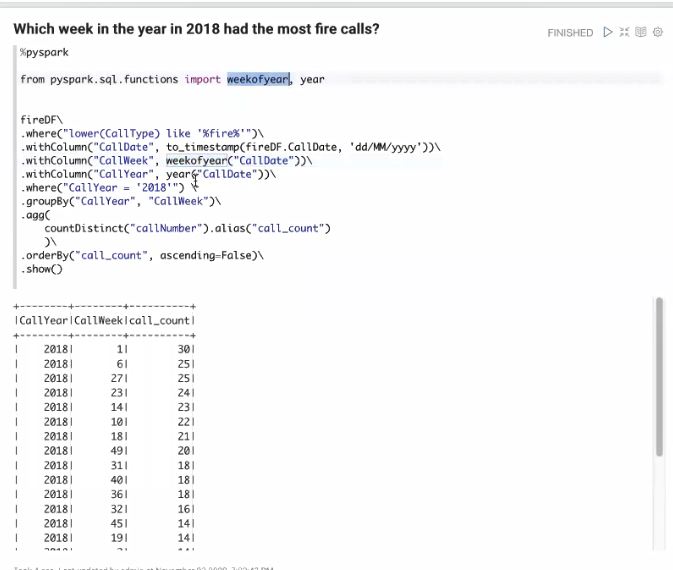 Which week in the year in 2018 had the most fire calls?
FINISHED
%pyspark
from pyspark.sql.functions import weekofyear, year
fireDF\
.where("lower(CallType) like '%fire%'")\
.withColumn("CallDate", to_timestamp(fireDF.CallDate, 'dd/MM/yyyy'))\
.withColumn("CallWeek", weekofyear("CallDate"))\
.withColumn("CallYear", year("CallDate"))\
.where("CallYear = '2018'") \
.groupBy("CallYear", "CallWeek")\
.agg(
countDistinct("callNumber").alias("call_count")
)\
.orderBy("call_count", ascending=False)\
.show()
+--------+--------+----------+
|CallYear|CallWeek|call_count|
+--------+--------+----------+
| 2018| 1| 30|
| 2018| 6| 25|
| 2018| 27| 25|
| 2018| 23| 24|
| 2018| 14| 23|
| 2018| 10| 22|
| 2018| 18| 21|
| 2018| 49| 20|
| 2018| 31| 18|
| 2018| 40| 18|
| 2018| 36| 18|
| 2018| 32| 16|
| 2018| 45| 14|
| 2018| 19| 14|